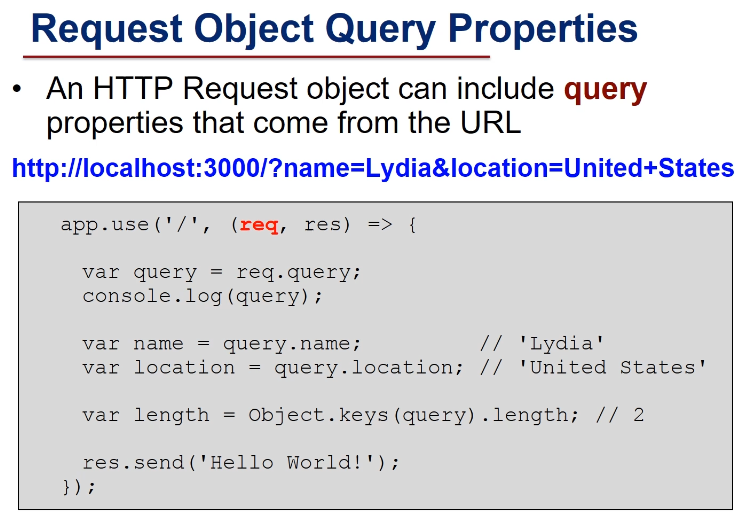 Request Object Query Properties
• An HTTP Request object can include query
properties that come from the URL
http://localhost:3000/?name=Lydia&location=United+States
app.use('/', (req, res) => {
var query = req.query;
console.log(query);
var name = query.name; // 'Lydia'
var location = query.location; // 'United States'
var length = Object.keys(query).length; // 2
res.send('Hello World!');
});